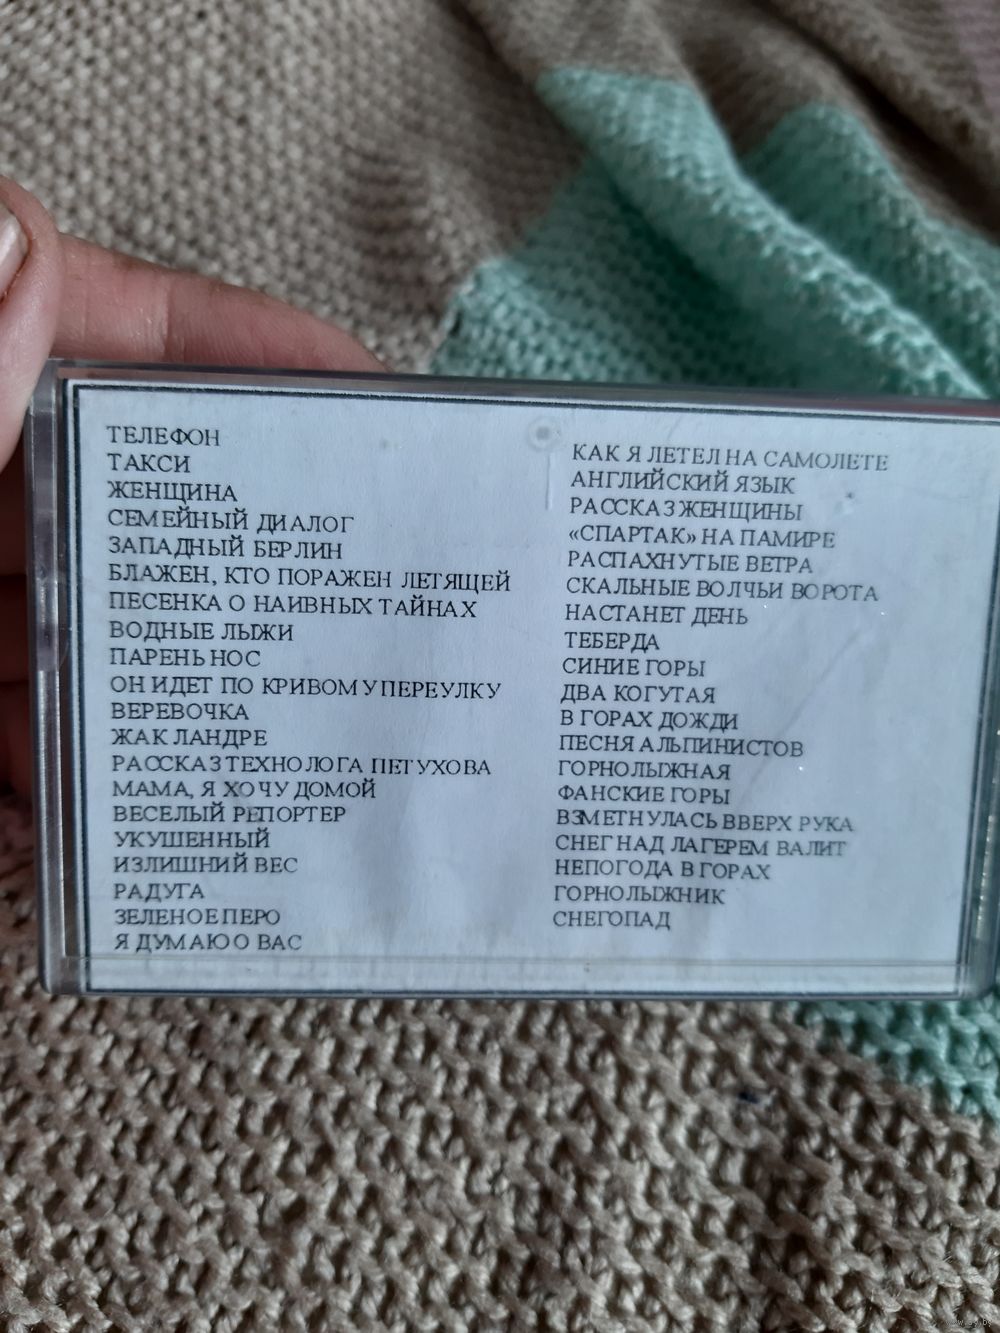 ТЕЛЕФОН
ТАКСИ
ЖЕНЩИНА
СЕМЕЙНЫЙ ДИАЛОГ
ЗАПАДНЫЙ БЕРЛИН
БЛАЖЕН, КТО ПОРАЖЕН ЛЕТЯЩЕЙ
ПЕСЕНКА О НАИВНЫХ ТАЙНАХ
ВОДНЫЕ ЛЫЖИ
ПАРЕНЬ НОС
ОН ИДЕТ ПО КРИВОМУ ПЕРЕУЛКУ
ВЕРЕВОЧКА
ЖАК ЛАНДРЕ
РАССКАЗ ТЕХНОЛОГА ПЕТУХОВА
МАМА, Я ХОЧУ ДОМОЙ
ВЕСЕЛЫЙ РЕПОРТЕР
УКУШЕННЫЙ
ИЗЛИШНИЙ ВЕС
РАДУГА
ЗЕЛЕНОЕ ПЕРО
Я ДУМАЮ О ВАС
КАК Я ЛЕТЕЛ НА САМОЛЕТЕ
АНГЛИЙСКИЙ ЯЗЫК
РАССКАЗ ЖЕНЩИНЫ
«СПАРТАК» НА ПАМИРЕ
РАСПАХНУТЫЕ ВЕТРА
СКАЛЬНЫЕ ВОЛЧЬИ ВОРОТА
НАСТАНЕТ ДЕНЬ
ТЕБЕРДА
СИНИЕ ГОРЫ
ДВА КОГУТАЯ
В ГОРАХ ДОЖДИ
ПЕСНЯ АЛЬПИНИСТОВ
ГОРНОЛЫЖНАЯ
ФАНСКИЕ ГОРЫ
ВЗМЕТНУЛАСЬ ВВЕРХ РУКА
СНЕГ НАД ЛАГЕРЕМ ВАЛИТ
НЕПОГОДА В ГОРАХ
ГОРНОЛЫЖНИК
СНЕГОПАД